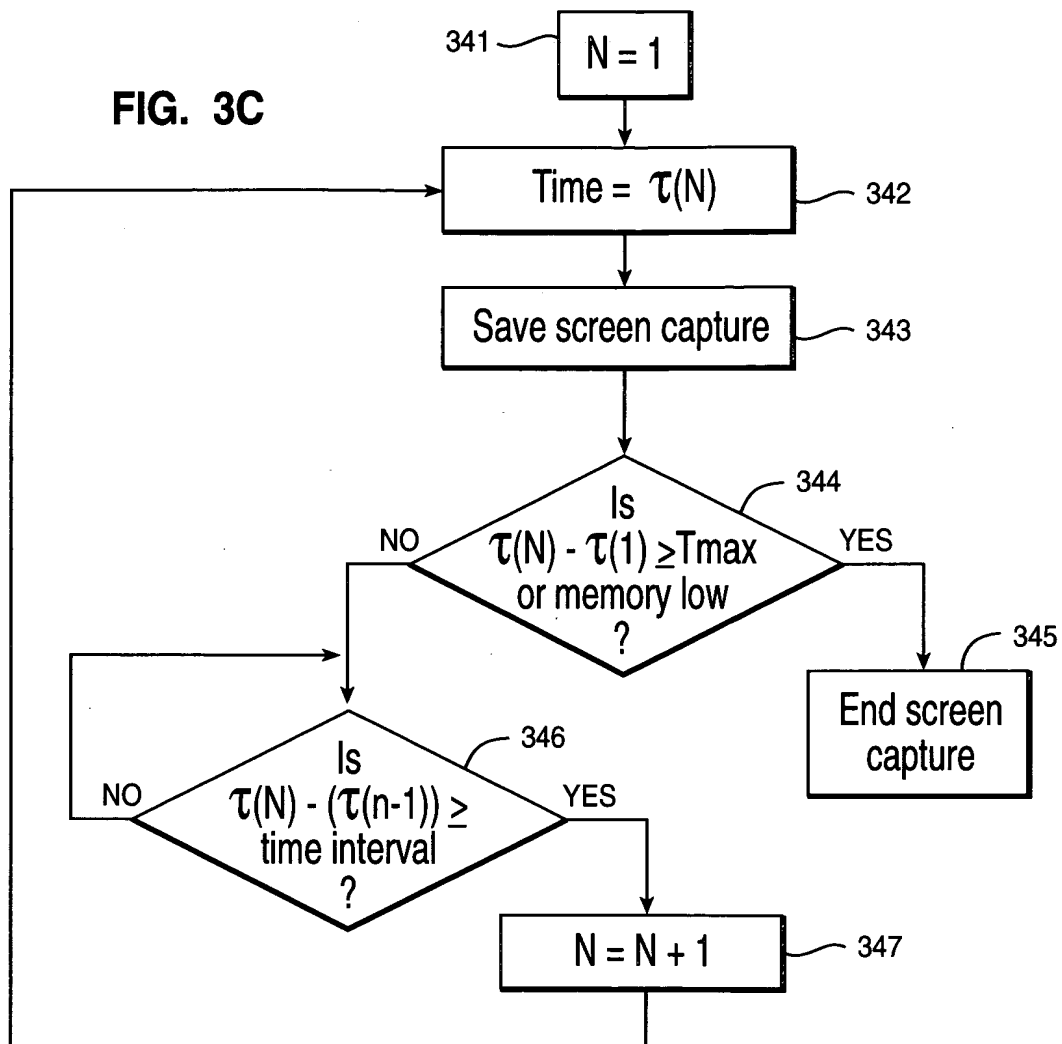 341
N = 1
FIG. 3C
Time = τ(N)
342
Save screen capture
343
344
Is
τ(N) - τ(1) ≥Tmax
or memory low
?
NO
YES
345
End screen
capture
346
Is
τ(N) - (τ(n-1)) ≥
time interval
?
NO
YES
N = N + 1
347